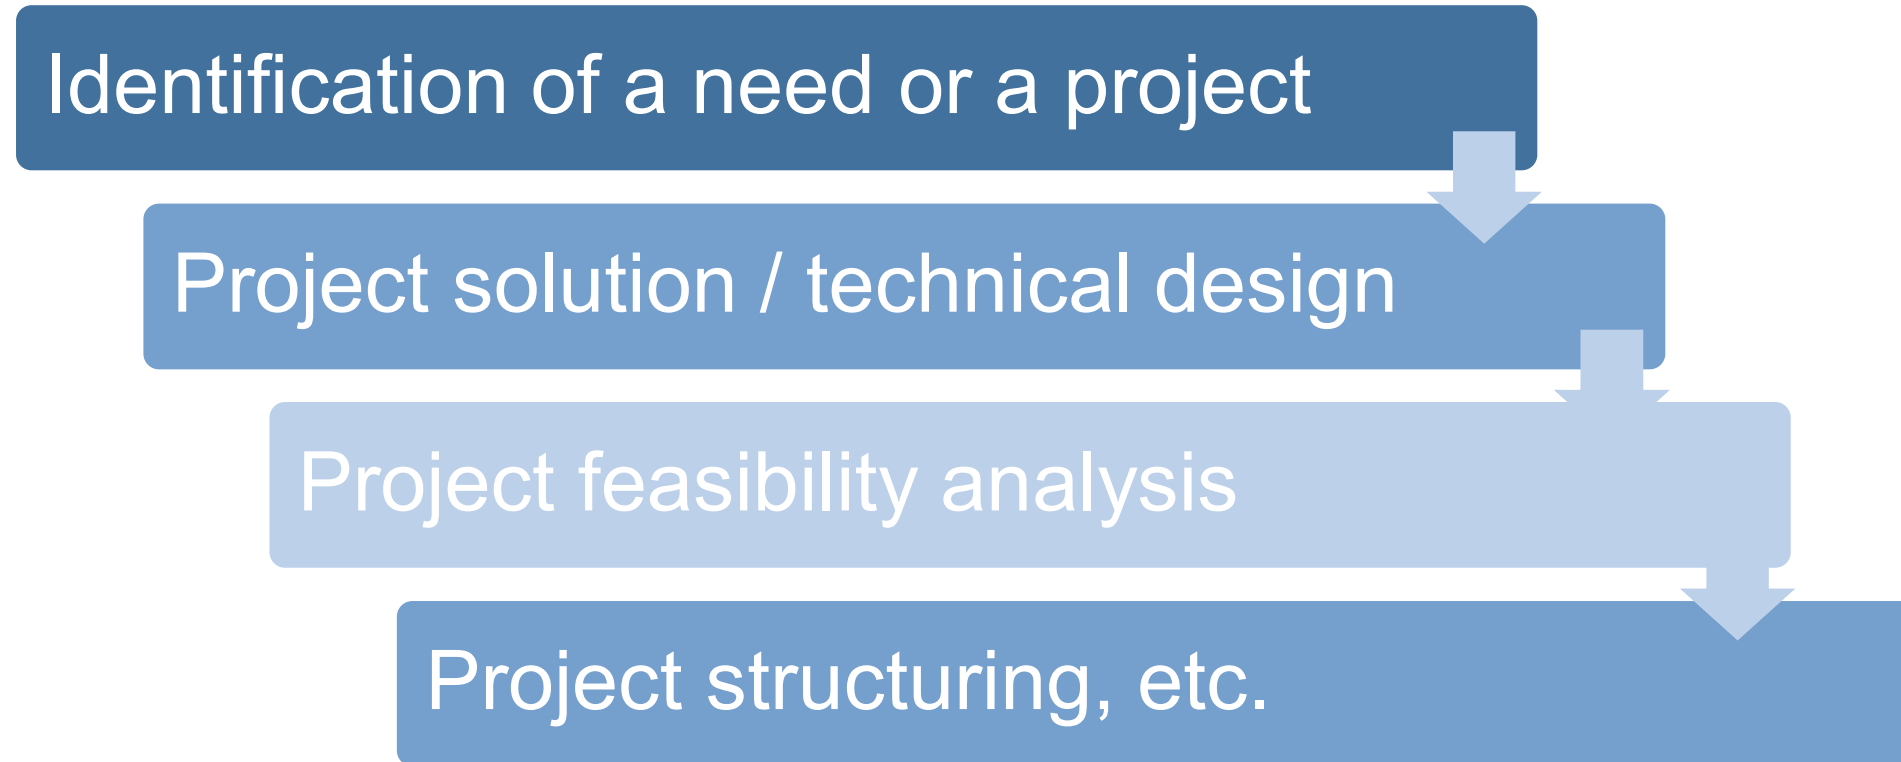 Identification of a need or a project
Project solution / technical design
Project feasibility analysis
Project structuring, etc.